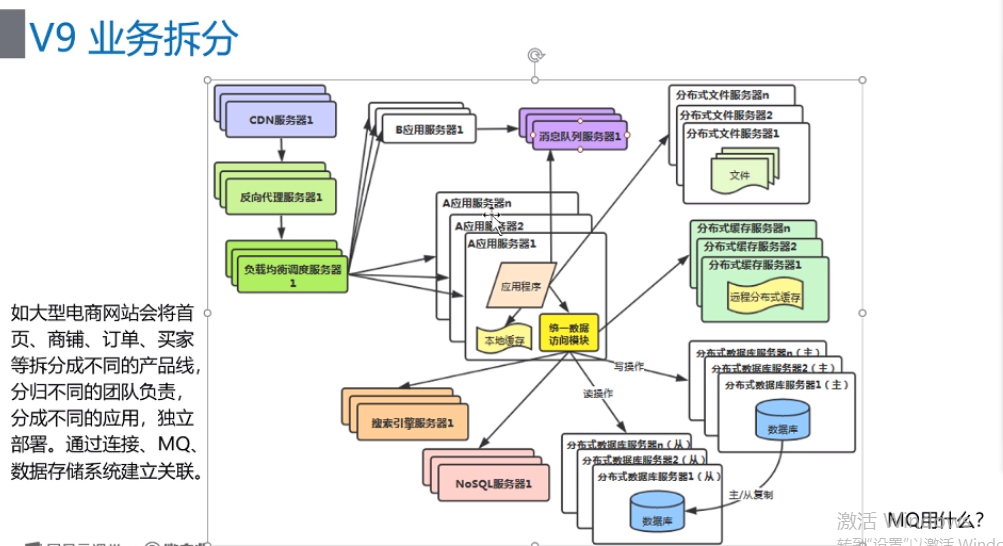 V9 业务拆分
CDN服务器1
B应用服务器1
消息队列服务器1
分布式文件服务器n
分布式文件服务器2
分布式文件服务器1
文件
反向代理服务器1
A应用服务器n
A应用服务器2
A应用服务器1
应用程序
本地缓存
统一数据
访问模块
分布式缓存服务器n
分布式缓存服务器2
分布式缓存服务器1
远程分布式缓存
负载均衡调度服务器
1
如大型电商网站会将首
页、商铺、订单、买家
等拆分成不同的产品线,
分归不同的团队负责,
分成不同的应用，独立
部署。通过连接、MQ、
数据存储系统建立关联。
写操作
读操作
分布式数据库服务器n（主）
分布式数据库服务器2（主）
分布式数据库服务器1（主）
数据库
搜索引擎服务器1
NoSQL服务器1
分布式数据库服务器n（从）
分布式数据库服务器2（从）
分布式数据库服务器1（从）
数据库
主/从复制
MQ用什么?
激活 Windows